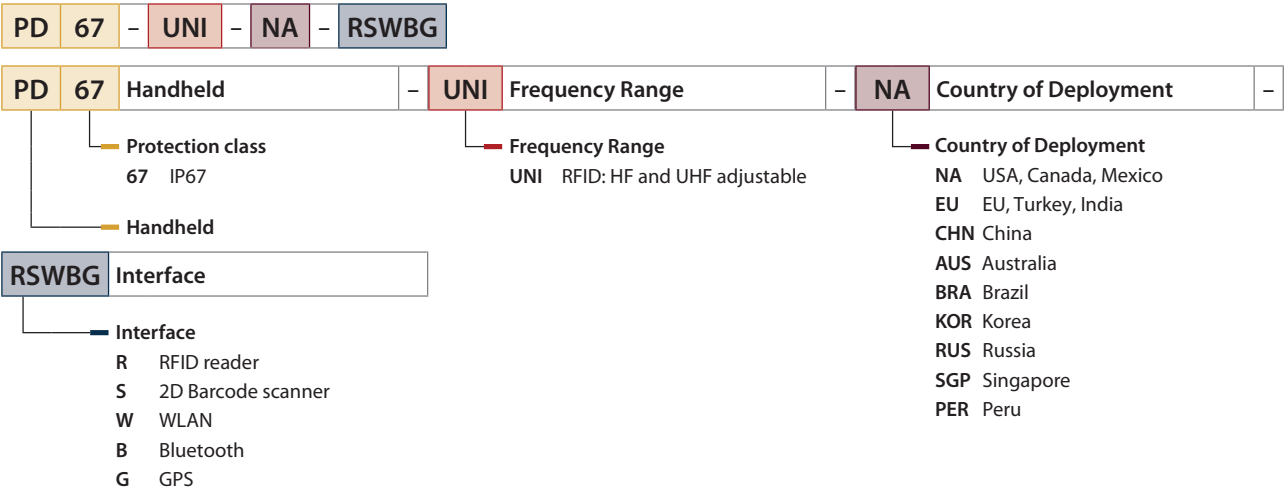 PD 67 – UNI – NA – RSWBG
PD 67 Handheld – UNI Frequency Range – NA Country of Deployment –
Protection class
67 IP67
Handheld
Frequency Range
UNI RFID: HF and UHF adjustable
Country of Deployment
NA USA, Canada, Mexico
EU EU, Turkey, India
CHN China
AUS Australia
BRA Brazil
KOR Korea
RUS Russia
SGP Singapore
PER Peru
RSWBG Interface
Interface
R RFID reader
S 2D Barcode scanner
W WLAN
B Bluetooth
G GPS